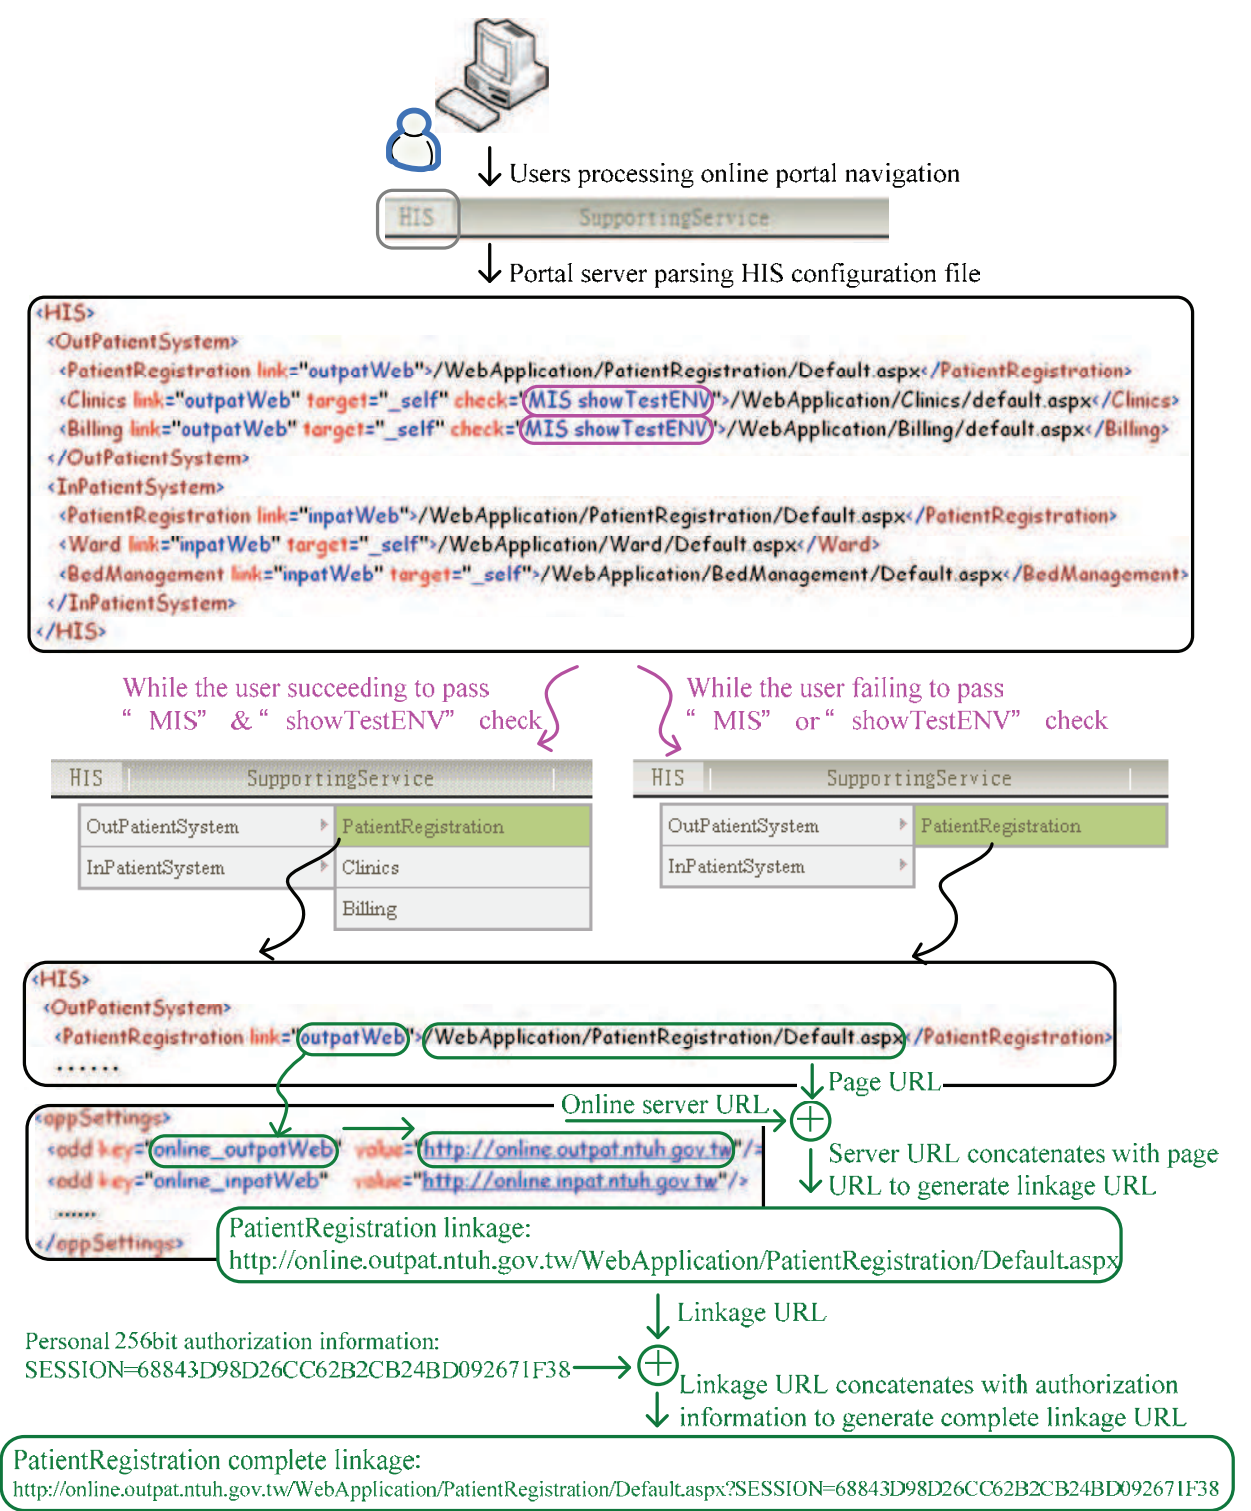 Users processing online portal navigation
HIS SupportingService
Portal server parsing HIS configuration file
<HIS>
<OutPatientSystem>
<PatientRegistration link="outpatWeb">/WebApplication/PatientRegistration/Default.aspx</PatientRegistration>
<Clinics link="outpatWeb" target="_self" check="MIS showTestENV">/WebApplication/Clinics/default.aspx</Clinics>
<Billing link="outpatWeb" target="_self" check="MIS showTestENV">/WebApplication/Billing/default.aspx</Billing>
</OutPatientSystem>
<InPatientSystem>
<PatientRegistration link="inpatWeb">/WebApplication/PatientRegistration/Default.aspx</PatientRegistration>
<Ward link="inpatWeb" target="_self">/WebApplication/Ward/Default.aspx</Ward>
<BedManagement link="inpatWeb" target="_self">/WebApplication/BedManagement/Default.aspx</BedManagement>
</InPatientSystem>
</HIS>
While the user succeeding to pass
“ MIS” & “ showTestENV” check
While the user failing to pass
“ MIS” or “ showTestENV” check
HIS SupportingService
OutPatientSystem PatientRegistration
InPatientSystem Clinics
Billing
HIS SupportingService
OutPatientSystem PatientRegistration
InPatientSystem
<HIS>
<OutPatientSystem>
<PatientRegistration link="outpatWeb">/WebApplication/PatientRegistration/Default.aspx</PatientRegistration>
......
Page URL
<appSettings>
Online server URL
<add key="online_outpatWeb" value="http://online.outpat.ntuh.gov.tw"/>
<add key="online_inpatWeb" value="http://online.inpat.ntuh.gov.tw"/>
......
</appSettings>
Server URL concatenates with page
URL to generate linkage URL
PatientRegistration linkage:
http://online.outpat.ntuh.gov.tw/WebApplication/PatientRegistration/Default.aspx
Linkage URL
Personal 256bit authorization information:
SESSION=68843D98D26CC62B2CB24BD092671F38
Linkage URL concatenates with authorization
information to generate complete linkage URL
PatientRegistration complete linkage:
http://online.outpat.ntuh.gov.tw/WebApplication/PatientRegistration/Default.aspx?SESSION=68843D98D26CC62B2CB24BD092671F38